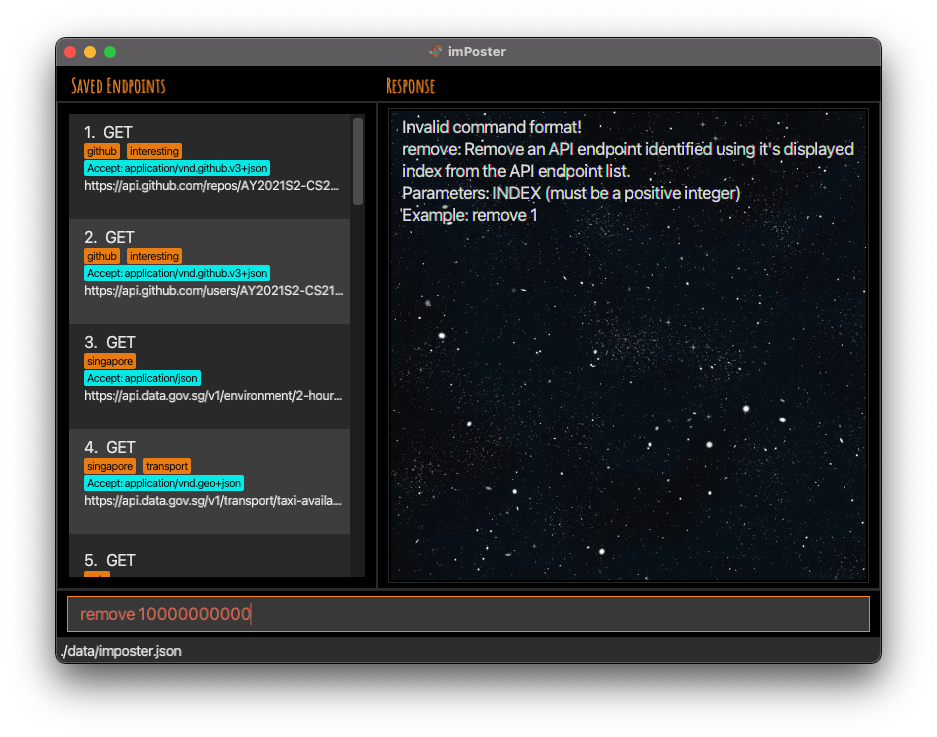 imPoster
Saved Endpoints
Response
1. GET
github interesting
Accept: application/vnd.github.v3+json
https://api.github.com/repos/AY2021S2-CS2...
2. GET
github interesting
Accept: application/vnd.github.v3+json
https://api.github.com/users/AY2021S2-CS21...
3. GET
singapore
Accept: application/json
https://api.data.gov.sg/v1/environment/2-hour...
4. GET
singapore transport
Accept: application/vnd.geo+json
https://api.data.gov.sg/v1/transport/taxi-availa...
5. GET
Invalid command format!
remove: Remove an API endpoint identified using it's displayed
index from the API endpoint list.
Parameters: INDEX (must be a positive integer)
Example: remove 1
remove 10000000000
./data/imposter.json